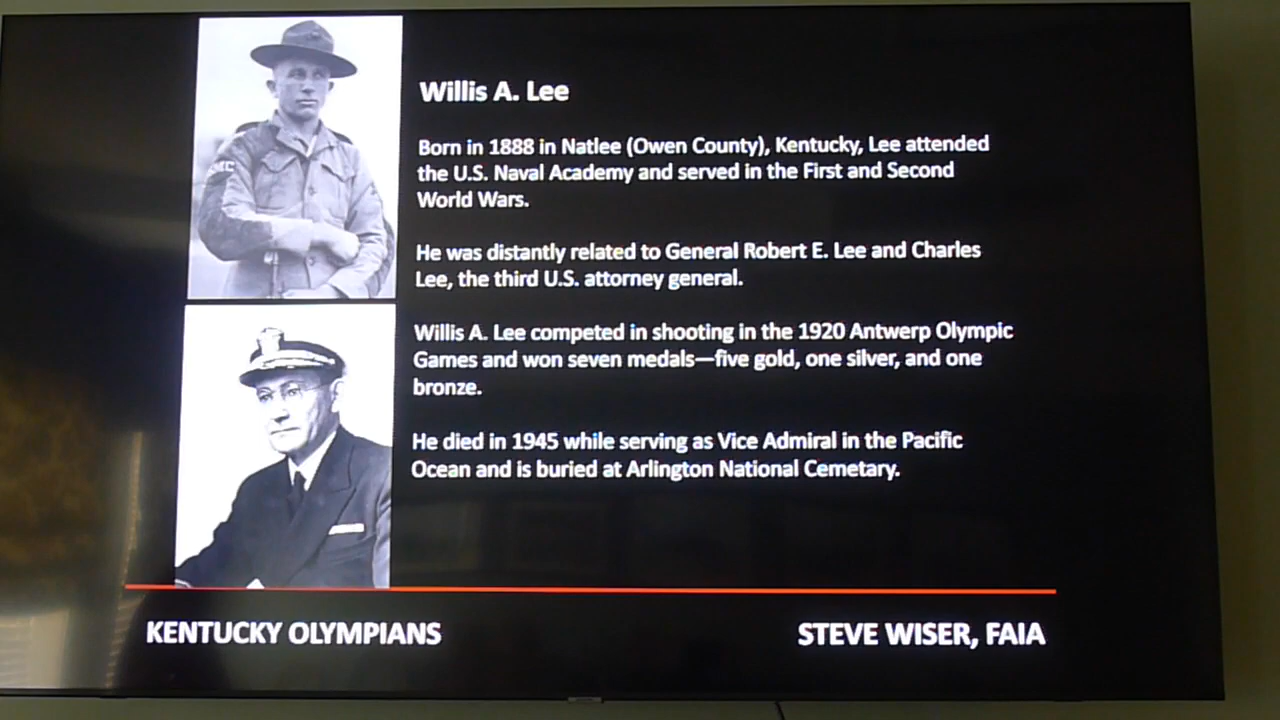 Willis A. Lee
Born in 1888 in Natlee (Owen County), Kentucky, Lee attended
the U.S. Naval Academy and served in the First and Second
World Wars.
He was distantly related to General Robert E. Lee and Charles
Lee, the third U.S. attorney general.
Willis A. Lee competed in shooting in the 1920 Antwerp Olympic
Games and won seven medals—five gold, one silver, and one
bronze.
He died in 1945 while serving as Vice Admiral in the Pacific
Ocean and is buried at Arlington National Cemetary.
KENTUCKY OLYMPIANS
STEVE WISER, FAIA